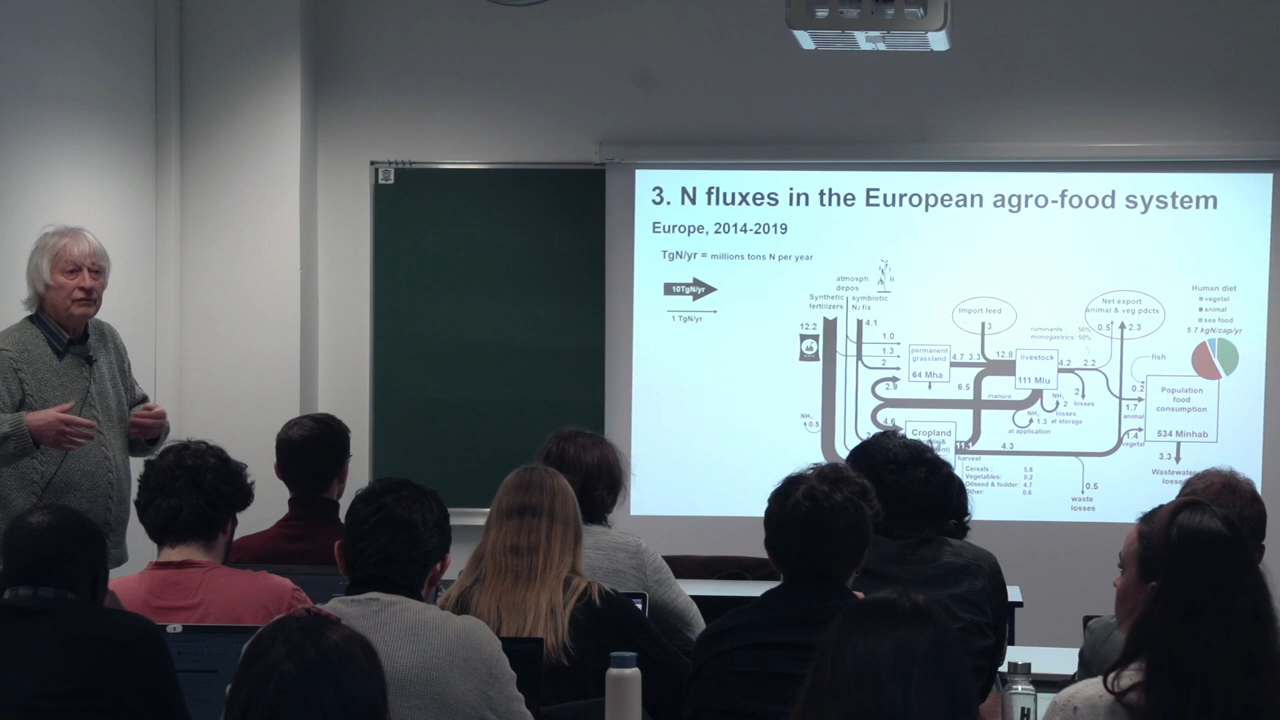 3. N fluxes in the European agro-food system
Europe, 2014-2019
TgN/yr = millions tons N per year
10TgN/yr
1 TgN/yr
atmosph
depos
Synthetic
fertilizers
symbiotic
N₂ fix
12.2
4.1
1.0
1.3
2
permanent
grassland
64 Mha
2.9
4.6
NH₃
0.5
Import feed
3
4.7
3.3
12.8
6.5
livestock
111 Mlu
manure
ruminants : 50%
monogastrics: 50%
Net export
animal & veg pdcts
0.5
2.3
4.2
2.2
2
losses
NH₃
2
losses
at storage
NH₃
1.3
at application
fish
0.2
1.7
animal
1.4
vegetal
Population
food
consumption
534 Minhab
3.3
Wastewater
Human diet
vegetal
animal
sea food
5.7 kgN/cap/yr
Cropland
11.1
harvest
4.3
Cereals : 5.8
Vegetables: 0.2
Oilseed & fodder: 4.7
Other: 0.6
0.5
waste
losses